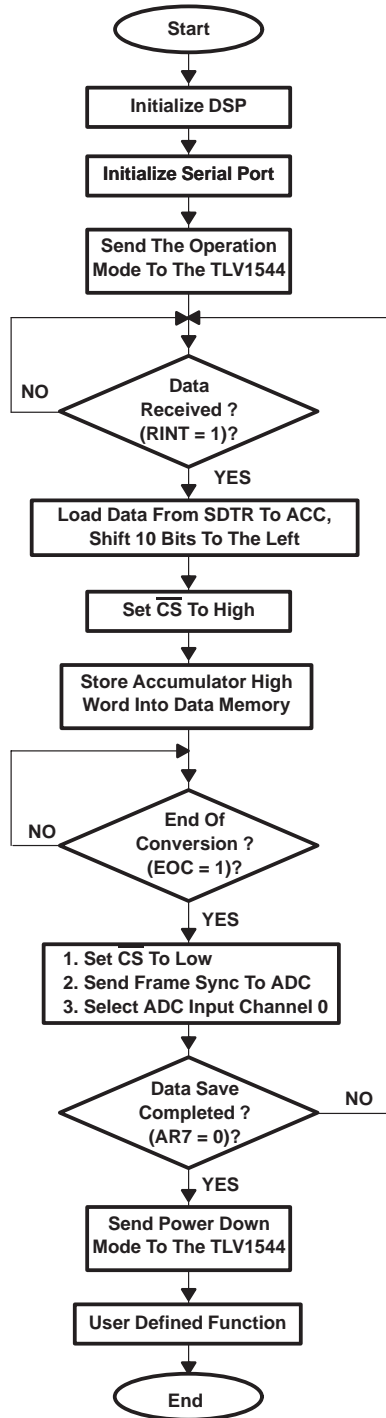 Start
Initialize DSP
Initialize Serial Port
Send The Operation
Mode To The TLV1544
NO
Data
Received ?
(RINT = 1)?
YES
Load Data From SDTR To ACC,
Shift 10 Bits To The Left
Set C̅S̅ To High
Store Accumulator High
Word Into Data Memory
NO
End Of
Conversion ?
(EOC = 1)?
YES
1. Set C̅S̅ To Low
2. Send Frame Sync To ADC
3. Select ADC Input Channel 0
Data Save
Completed ?
(AR7 = 0)?
NO
YES
Send Power Down
Mode To The TLV1544
User Defined Function
End